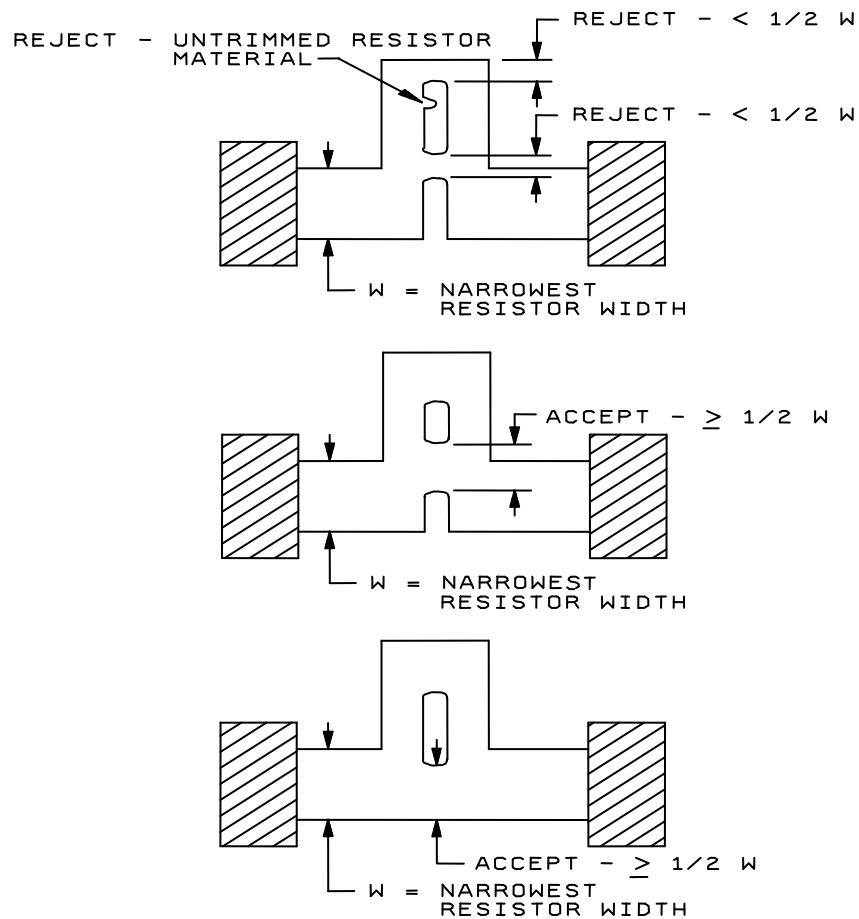 REJECT - < 1/2 W
REJECT - UNTRIMMED RESISTOR
MATERIAL
REJECT - < 1/2 W
W = NARROWEST
RESISTOR WIDTH
ACCEPT - ≥ 1/2 W
W = NARROWEST
RESISTOR WIDTH
ACCEPT - ≥ 1/2 W
W = NARROWEST
RESISTOR WIDTH